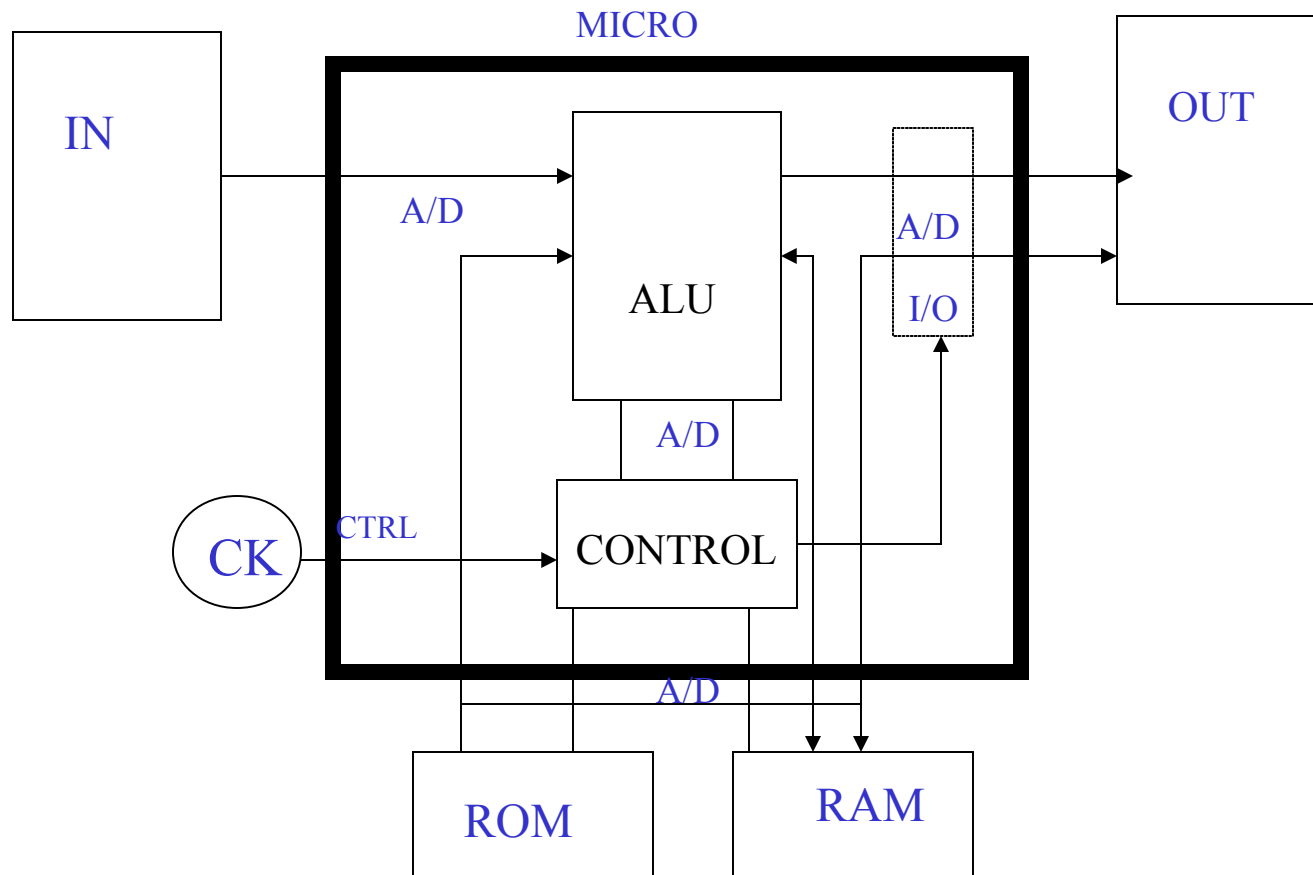 MICRO
IN
OUT
A/D
A/D
ALU
I/O
A/D
CTRL
CK
CONTROL
A/D
ROM
RAM